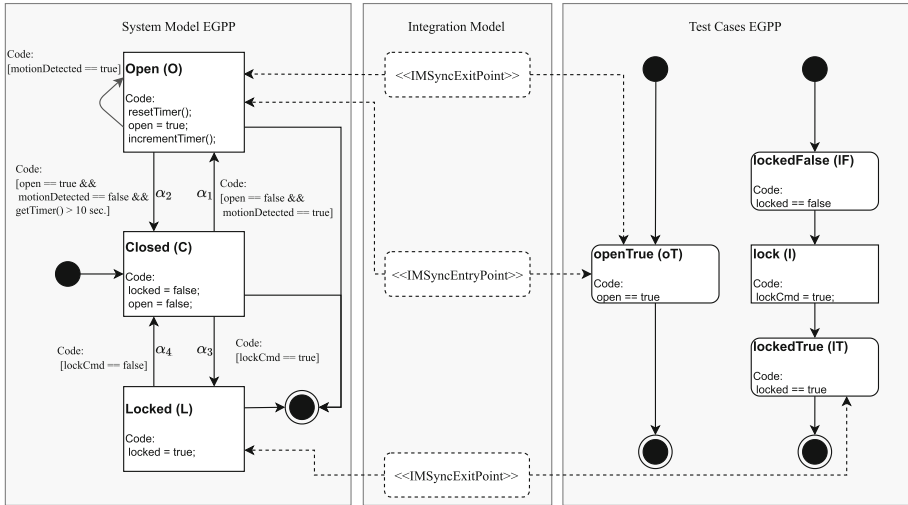 System Model EGPP
Code:
[motionDetected == true]
Open (O)
Code:
resetTimer();
open = true;
incrementTimer();
Code:
[open == true &&
motionDetected == false &&
getTimer() > 10 sec.]
α2
α1
Code:
[open == false &&
motionDetected == true]
Closed (C)
Code:
locked = false;
open = false;
Code:
[lockCmd == false]
α4
α3
Code:
[lockCmd == true]
Locked (L)
Code:
locked = true;
Integration Model
<<IMSyncExitPoint>>
<<IMSyncEntryPoint>>
<<IMSyncExitPoint>>
Test Cases EGPP
openTrue (oT)
Code:
open == true
lockedFalse (lF)
Code:
locked == false
lock (l)
Code:
lockCmd = true;
lockedTrue (lT)
Code:
locked == true